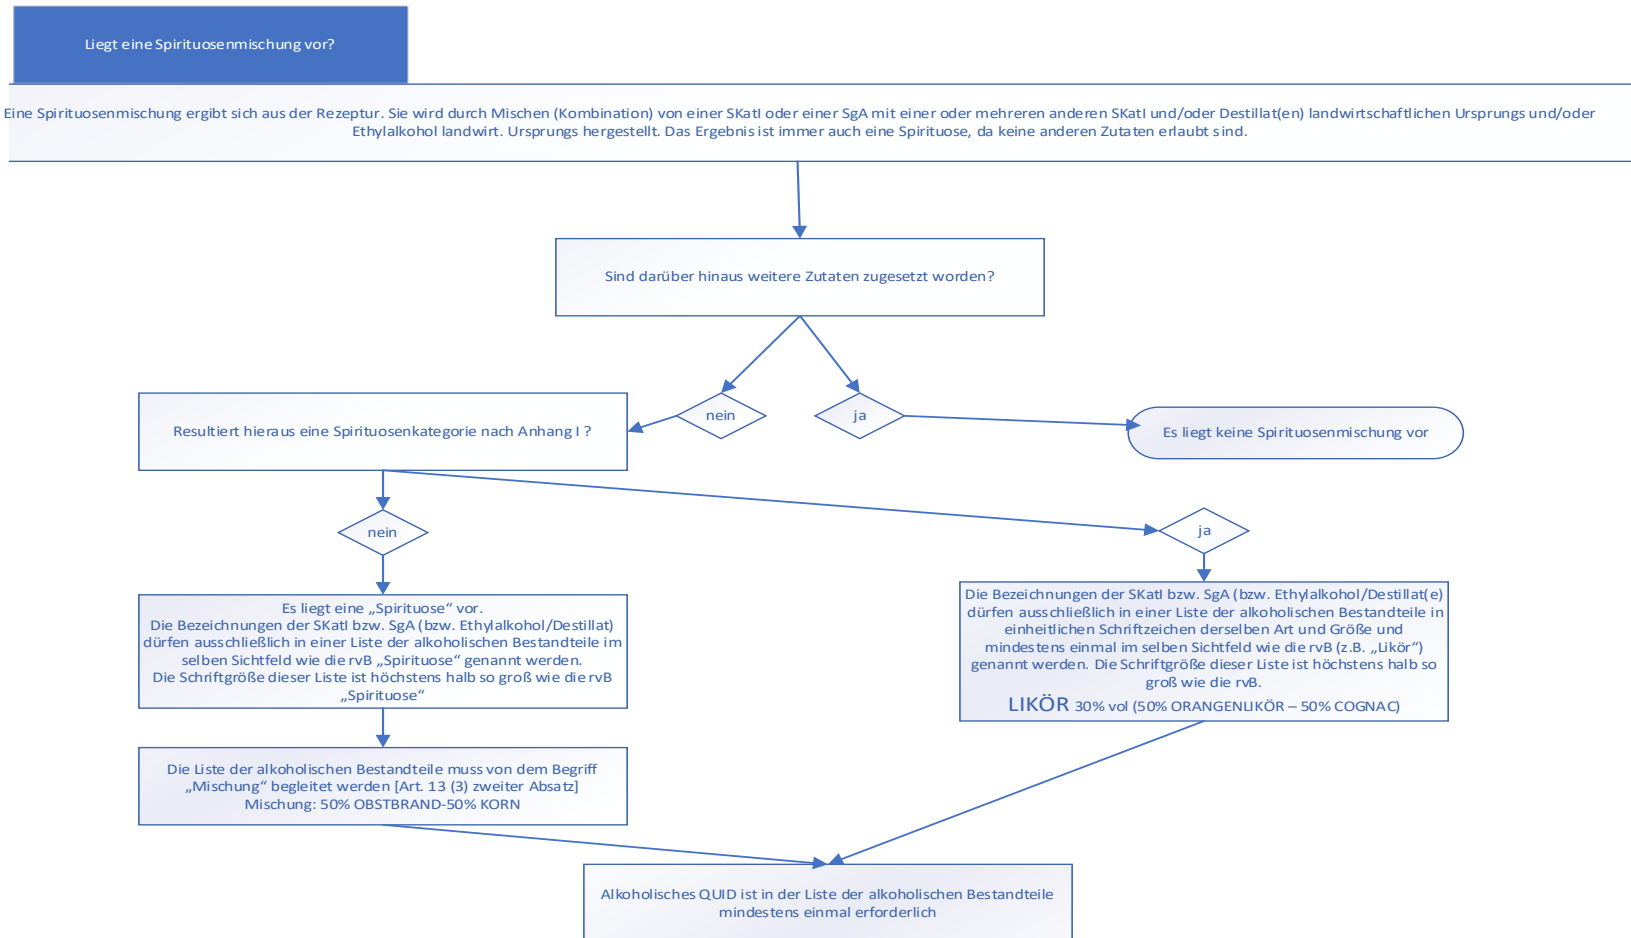 Liegt eine Spirituosenmischung vor?
Eine Spirituosenmischung ergibt sich aus der Rezeptur. Sie wird durch Mischen (Kombination) von einer SKatI oder einer SgA mit einer oder mehreren anderen SKatI und/oder Destillat(en) landwirtschaftlichen Ursprungs und/oder
Ethylalkohol landwirt. Ursprungs hergestellt. Das Ergebnis ist immer auch eine Spirituose, da keine anderen Zutaten erlaubt sind.
Sind darüber hinaus weitere Zutaten zugesetzt worden?
nein
ja
Resultiert hieraus eine Spirituosenkategorie nach Anhang I ?
Es liegt keine Spirituosenmischung vor
nein
ja
Es liegt eine „Spirituose“ vor.
Die Bezeichnungen der SKatI bzw. SgA (bzw. Ethylalkohol/Destillat)
dürfen ausschließlich in einer Liste der alkoholischen Bestandteile im
selben Sichtfeld wie die rvB „Spirituose“ genannt werden.
Die Schriftgröße dieser Liste ist höchstens halb so groß wie die rvB
„Spirituose“
Die Bezeichnungen der SKatI bzw. SgA (bzw. Ethylalkohol/Destillat(e)
dürfen ausschließlich in einer Liste der alkoholischen Bestandteile in
einheitlichen Schriftzeichen derselben Art und Größe und
mindestens einmal im selben Sichtfeld wie die rvB (z.B. „Likör“)
genannt werden. Die Schriftgröße dieser Liste ist höchstens halb so
groß wie die rvB.
LIKÖR 30% vol (50% ORANGENLIKÖR – 50% COGNAC)
Die Liste der alkoholischen Bestandteile muss von dem Begriff
„Mischung“ begleitet werden [Art. 13 (3) zweiter Absatz]
Mischung: 50% OBSTBRAND-50% KORN
Alkoholisches QUID ist in der Liste der alkoholischen Bestandteile
mindestens einmal erforderlich